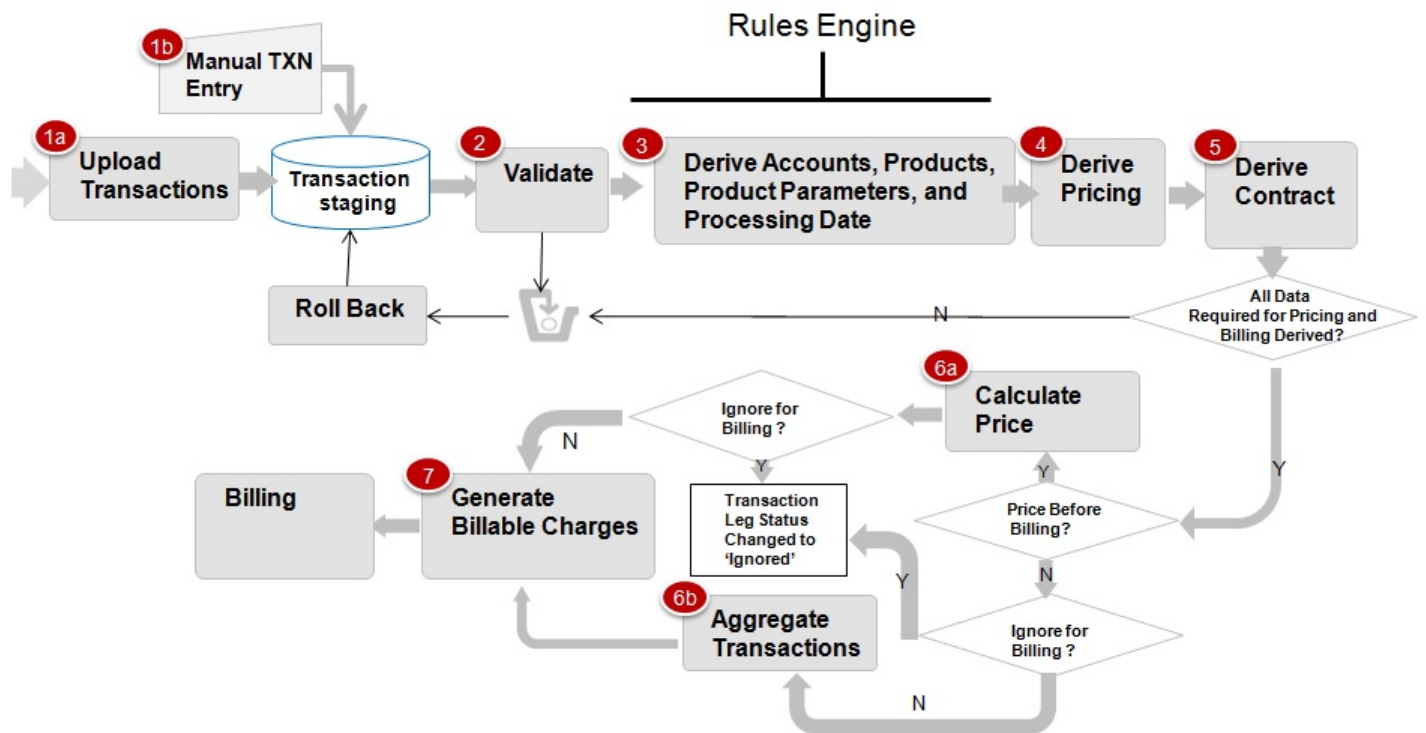 Rules Engine
1b
Manual TXN
Entry
1a
Upload
Transactions
Transaction
staging
2
Validate
3
Derive Accounts, Products,
Product Parameters, and
Processing Date
4
Derive
Pricing
5
Derive
Contract
Roll Back
N
All Data
Required for Pricing and
Billing Derived?
6a
Calculate
Price
Ignore for
Billing ?
N
Y
Y
Y
7
Generate
Billable Charges
Billing
Transaction
Leg Status
Changed to
‘Ignored’
Price Before
Billing?
Y
N
6b
Aggregate
Transactions
Ignore for
Billing ?
N